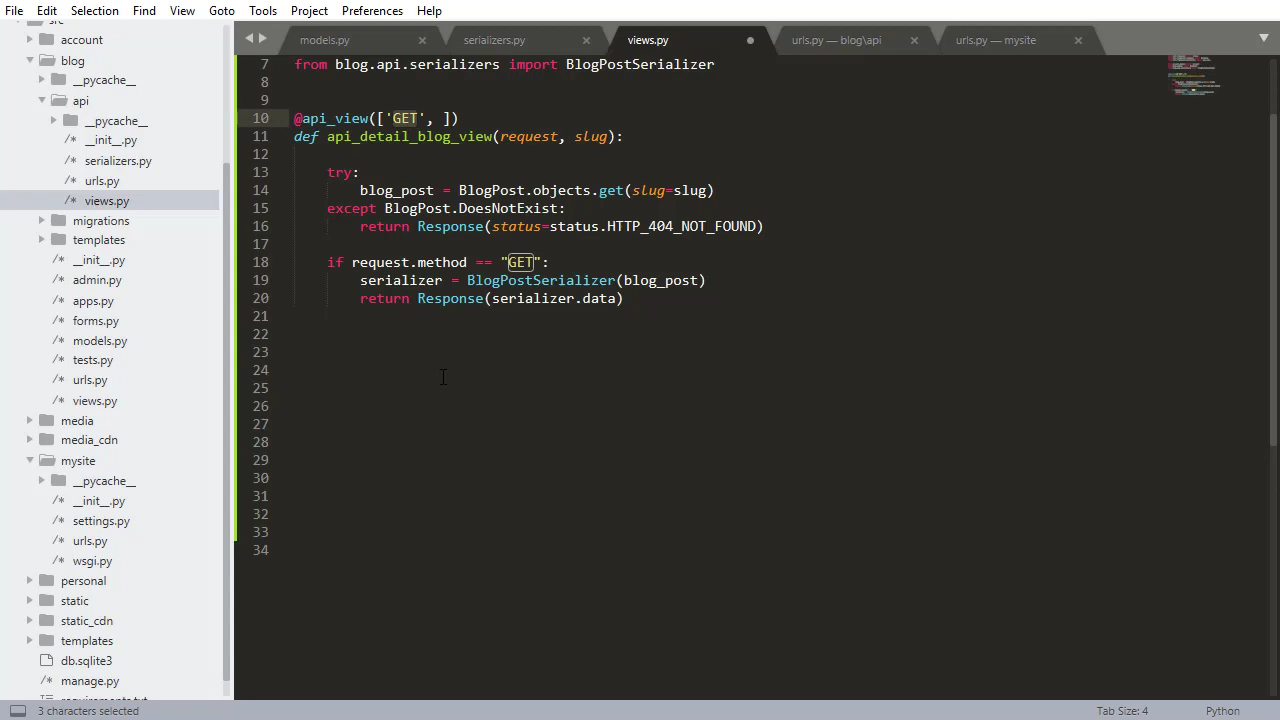 File Edit Selection Find View Goto Tools Project Preferences Help
models.py serializers.py views.py urls.py — blog\api urls.py — mysite
src
account
blog
__pycache__
api
__pycache__
__init__.py
serializers.py
urls.py
views.py
migrations
templates
__init__.py
admin.py
apps.py
forms.py
models.py
tests.py
urls.py
views.py
media
media_cdn
mysite
__pycache__
__init__.py
settings.py
urls.py
wsgi.py
personal
static
static_cdn
templates
db.sqlite3
manage.py
requirements.txt
7 from blog.api.serializers import BlogPostSerializer
8
9
10 @api_view(['GET', ])
11 def api_detail_blog_view(request, slug):
12
13 try:
14 blog_post = BlogPost.objects.get(slug=slug)
15 except BlogPost.DoesNotExist:
16 return Response(status=status.HTTP_404_NOT_FOUND)
17
18 if request.method == "GET":
19 serializer = BlogPostSerializer(blog_post)
20 return Response(serializer.data)
21
22
23
24
25
26
27
28
29
30
31
32
33
34
3 characters selected Tab Size: 4 Python